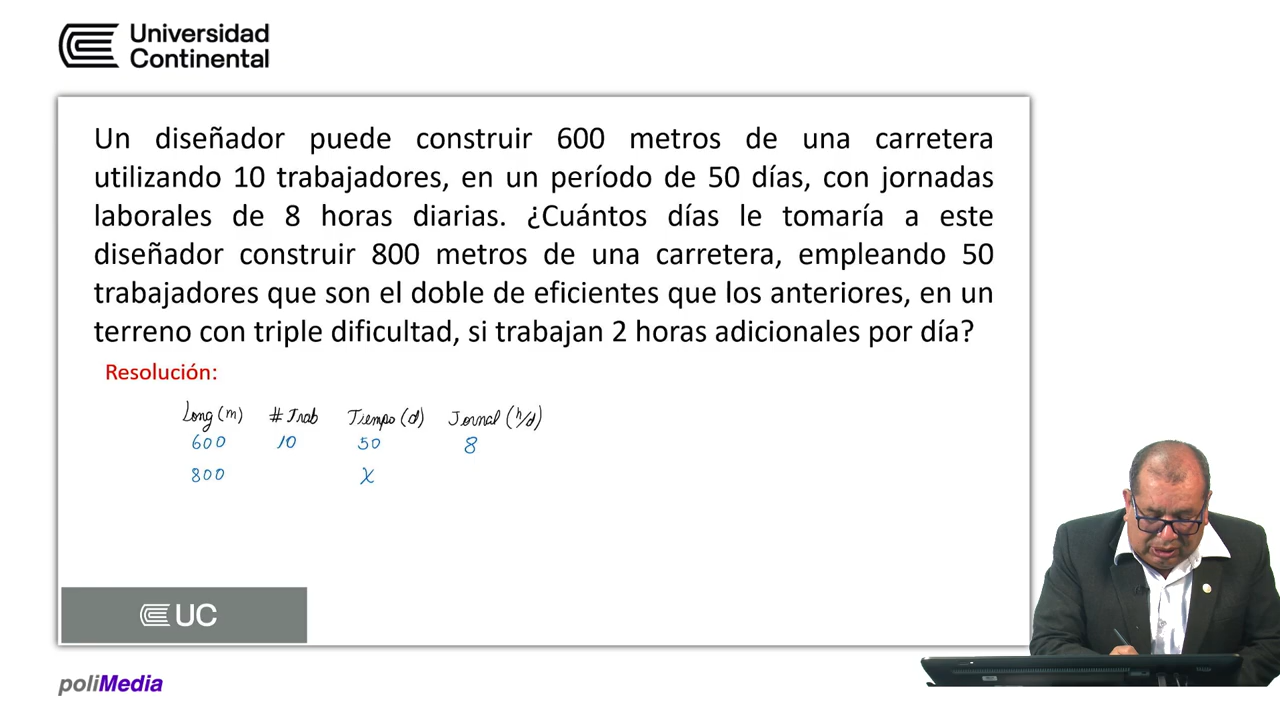 Universidad
Continental
Un diseñador puede construir 600 metros de una carretera
utilizando 10 trabajadores, en un período de 50 días, con jornadas
laborales de 8 horas diarias. ¿Cuántos días le tomaría a este
diseñador construir 800 metros de una carretera, empleando 50
trabajadores que son el doble de eficientes que los anteriores, en un
terreno con triple dificultad, si trabajan 2 horas adicionales por día?
Resolución:
Long (m) # Trab Tiempo (d) Jornal (h/d)
600 10 50 8
800 x
UC
poliMedia